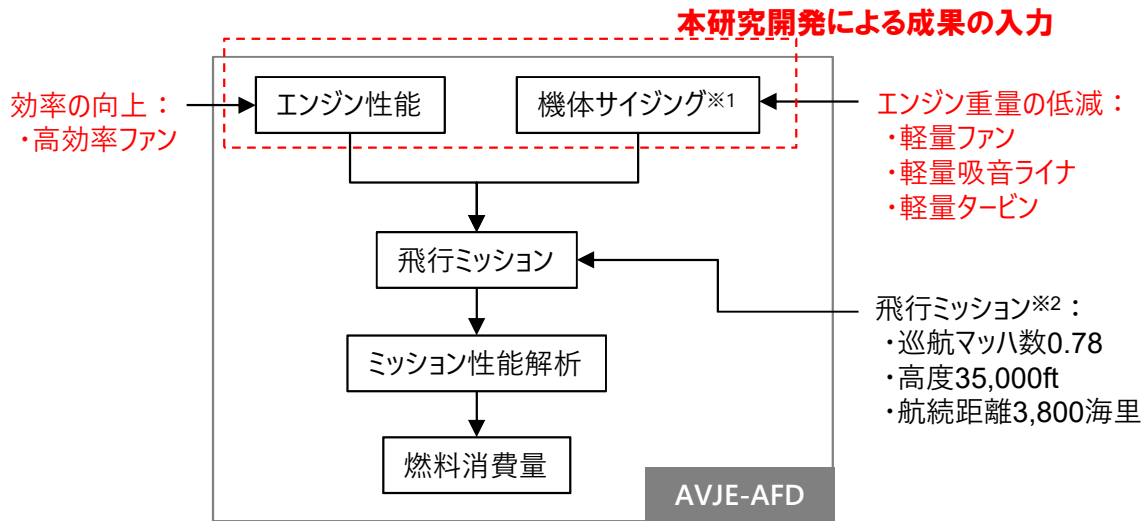 本研究開発による成果の入力
効率の向上：
・高効率ファン
エンジン性能
機体サイジング※1
エンジン重量の低減：
・軽量ファン
・軽量吸音ライナ
・軽量タービン
飛行ミッション
飛行ミッション※2：
・巡航マッハ数0.78
・高度35,000ft
・航続距離3,800海里
ミッション性能解析
燃料消費量
AVJE-AFD